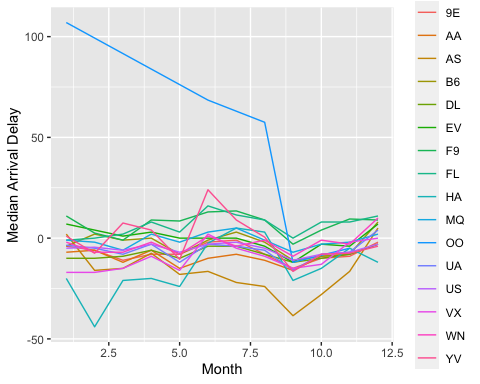 100
50
0
-50
2.5
5.0
7.5
10.0
12.5
Month
Median Arrival Delay
9E
AA
AS
B6
DL
EV
F9
FL
HA
MQ
OO
UA
US
VX
WN
YV